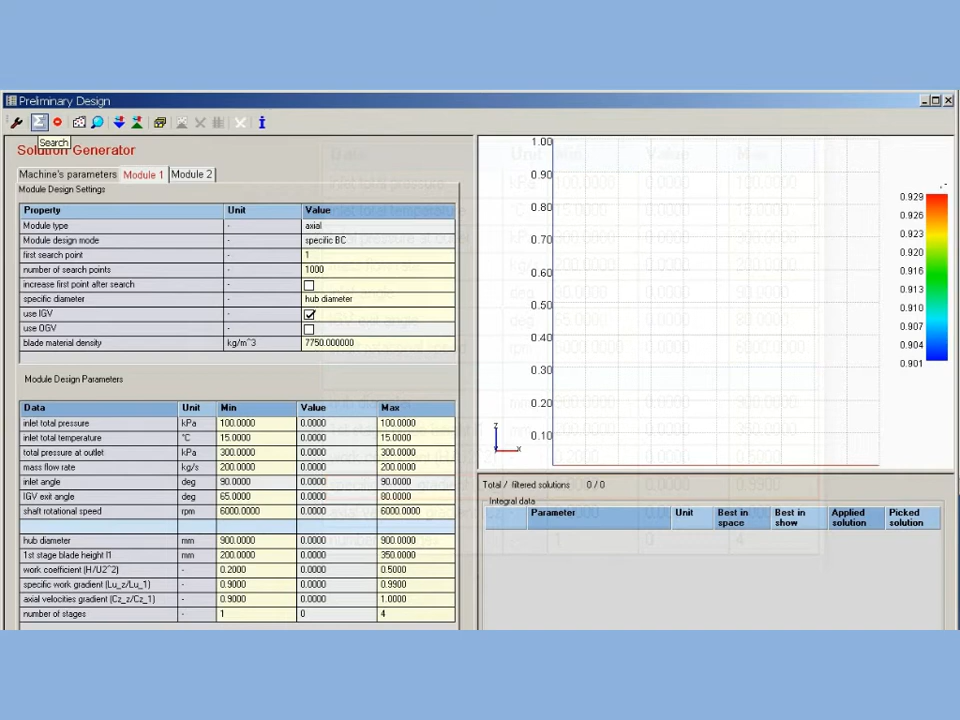 Preliminary Design
Search
Solution Generator
Machine's parameters Module 1 Module 2
Module Design Settings
Property Unit Value
Module type - axial
Module design mode - specific BC
first search point - 1
number of search points - 1000
increase first point after search -
specific diameter - hub diameter
use IGV -
use OGV -
blade material density kg/m^3 7750.000000
Module Design Parameters
Data Unit Min Value Max
inlet total pressure kPa 100.0000 0.0000 100.0000
inlet total temperature °C 15.0000 0.0000 15.0000
total pressure at outlet kPa 300.0000 0.0000 300.0000
mass flow rate kg/s 200.0000 0.0000 200.0000
inlet angle deg 90.0000 0.0000 90.0000
IGV exit angle deg 65.0000 0.0000 80.0000
shaft rotational speed rpm 6000.0000 0.0000 6000.0000
hub diameter mm 900.0000 0.0000 900.0000
1st stage blade height l1 mm 200.0000 0.0000 350.0000
work coefficient (H/U2^2) - 0.2000 0.0000 0.5000
specific work gradient (Lu_z/Lu_1) - 0.9000 0.0000 0.9900
axial velocities gradient (Cz_z/Cz_1) - 0.9000 0.0000 1.0000
number of stages - 1 0 4
1.00
0.90
0.80
0.70
0.60
0.50
0.40
0.30
0.20
0.10
z
x
0.929
0.926
0.923
0.920
0.916
0.913
0.910
0.907
0.904
0.901
Total / filtered solutions 0 / 0
Integral data
Parameter Unit Best in space Best in show Applied solution Picked solution